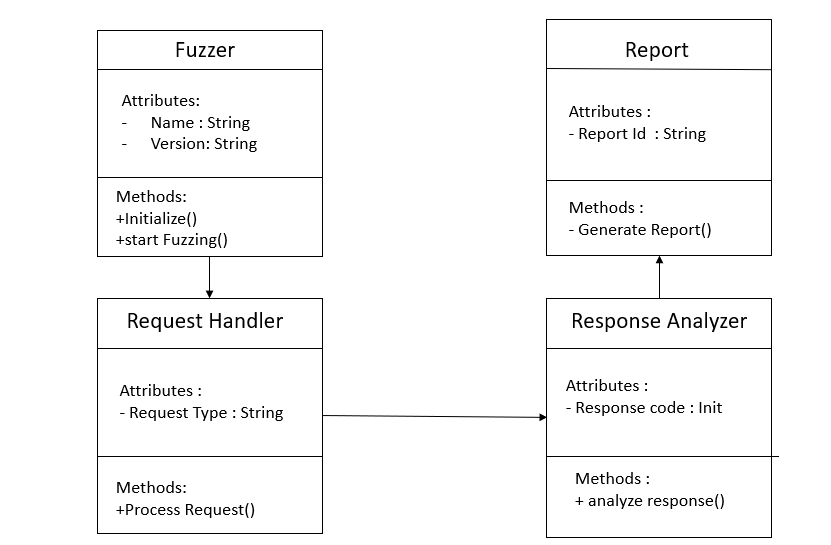 Fuzzer
Attributes:
- Name : String
- Version: String
Methods:
+Initialize()
+start Fuzzing()
Request Handler
Attributes :
- Request Type : String
Methods:
+Process Request()
Response Analyzer
Attributes :
- Response code : Init
Methods :
+ analyze response()
Report
Attributes :
- Report Id  : String
Methods :
- Generate Report()